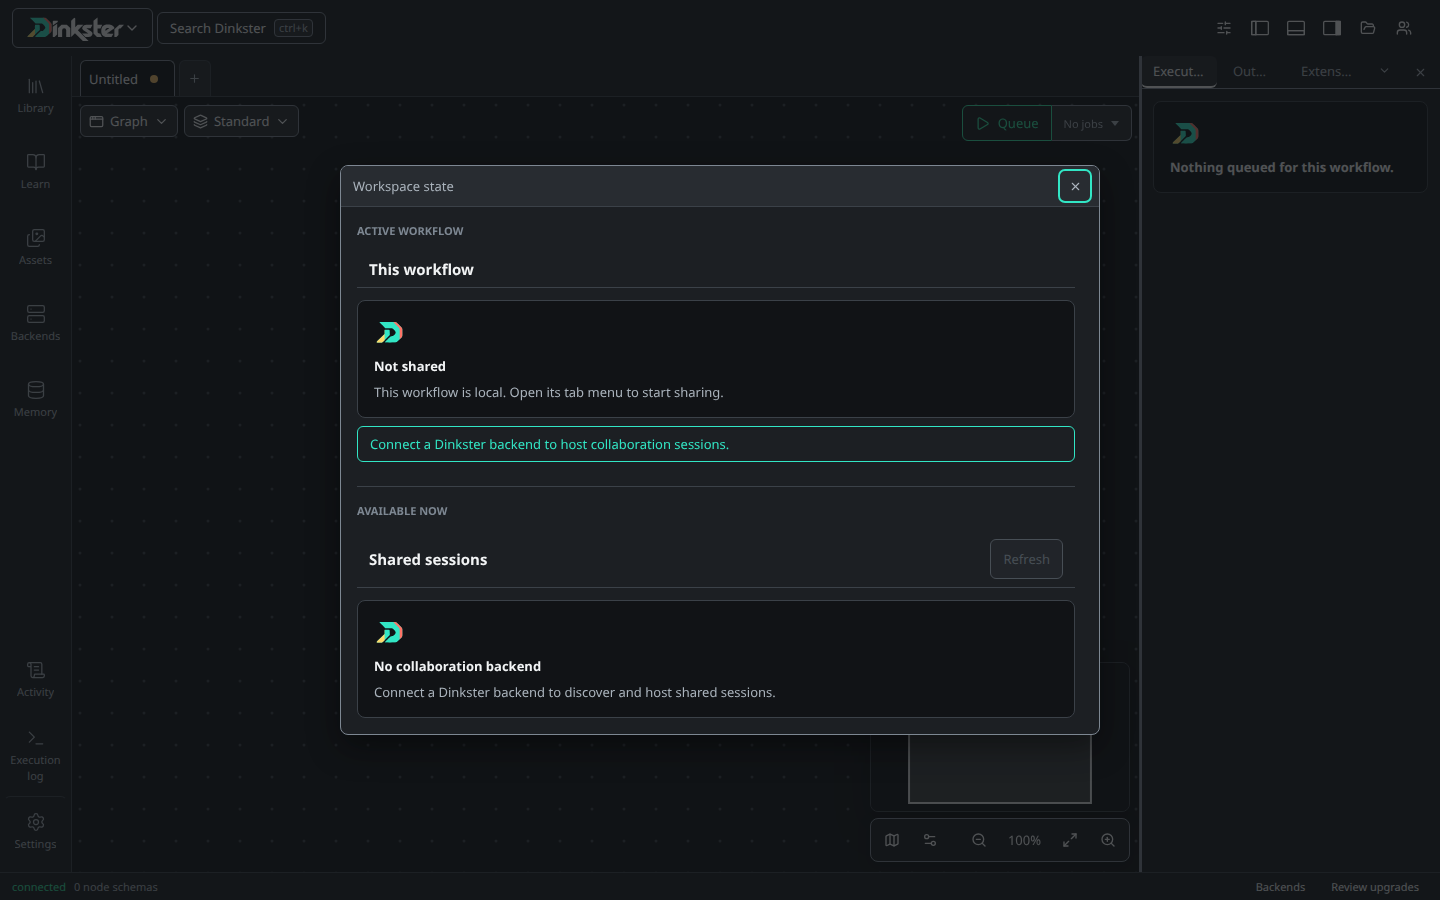 Dinkster
Search Dinkster ctrl+k
Untitled
+
Graph
Standard
Queue
No jobs
Execut...
Out...
Extens...
Nothing queued for this workflow.
Library
Learn
Assets
Backends
Memory
Activity
Execution
log
Settings
Workspace state
ACTIVE WORKFLOW
This workflow
Not shared
This workflow is local. Open its tab menu to start sharing.
Connect a Dinkster backend to host collaboration sessions.
AVAILABLE NOW
Shared sessions
Refresh
No collaboration backend
Connect a Dinkster backend to discover and host shared sessions.
100%
connected 0 node schemas
Backends
Review upgrades